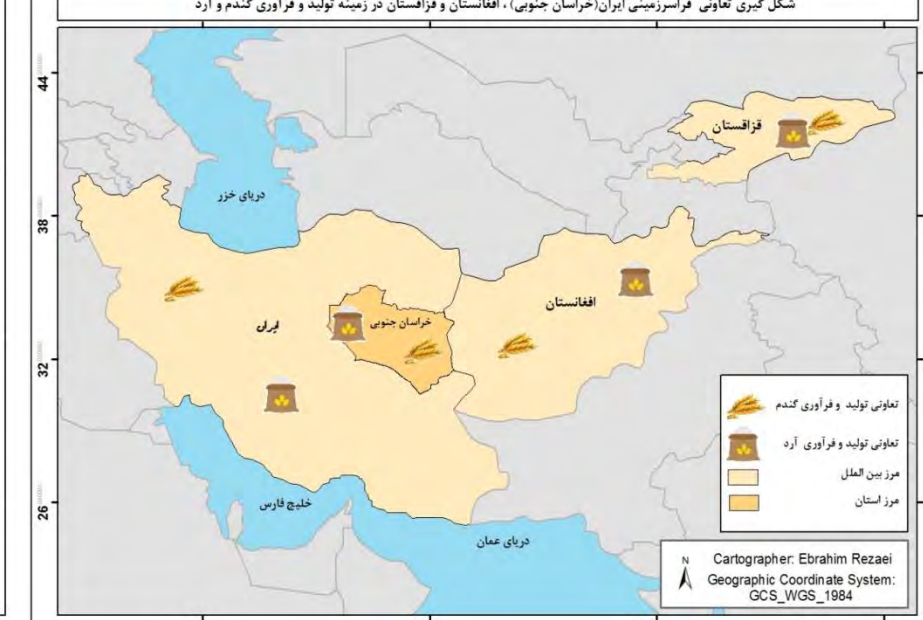 شکل گیری تعاونی فراسرزمینی ایران(خراسان جنوبی) ، افغانستان و قزاقستان در زمینه تولید و فرآوری گندم و آرد
44
38
32
26
قزاقستان
دریای خزر
افغانستان
خراسان جنوبی
ایران
خلیج فارس
دریای عمان
تعاونی تولید و فرآوری گندم
تعاونی تولید و فرآوری آرد
مرز بین الملل
مرز استان
N
Cartographer: Ebrahim Rezaei
Geographic Coordinate System:
GCS_WGS_1984